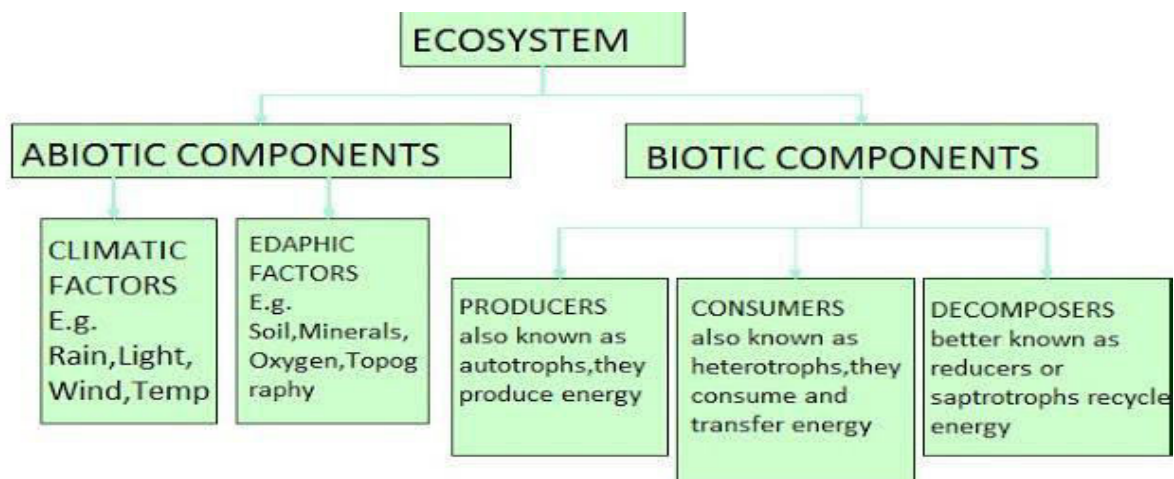 ECOSYSTEM
ABIOTIC COMPONENTS
BIOTIC COMPONENTS
CLIMATIC
FACTORS
E.g.
Rain,Light,
Wind,Temp
EDAPHIC
FACTORS
E.g.
Soil,Minerals,
Oxygen,Topog
raphy
PRODUCERS
also known as
autotrophs,they
produce energy
CONSUMERS
also known as
heterotrophs,they
consume and
transfer energy
DECOMPOSERS
better known as
reducers or
saptrotrophs recycle
energy